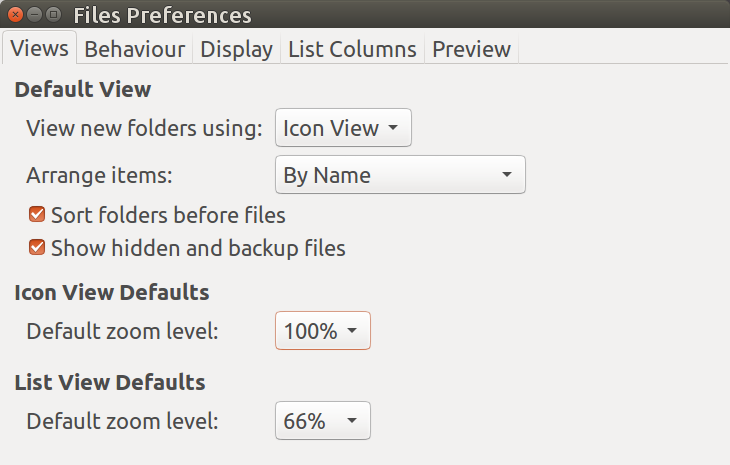 Files Preferences
Views Behaviour Display List Columns Preview
Default View
View new folders using: Icon View
Arrange items: By Name
Sort folders before files
Show hidden and backup files
Icon View Defaults
Default zoom level: 100%
List View Defaults
Default zoom level: 66%